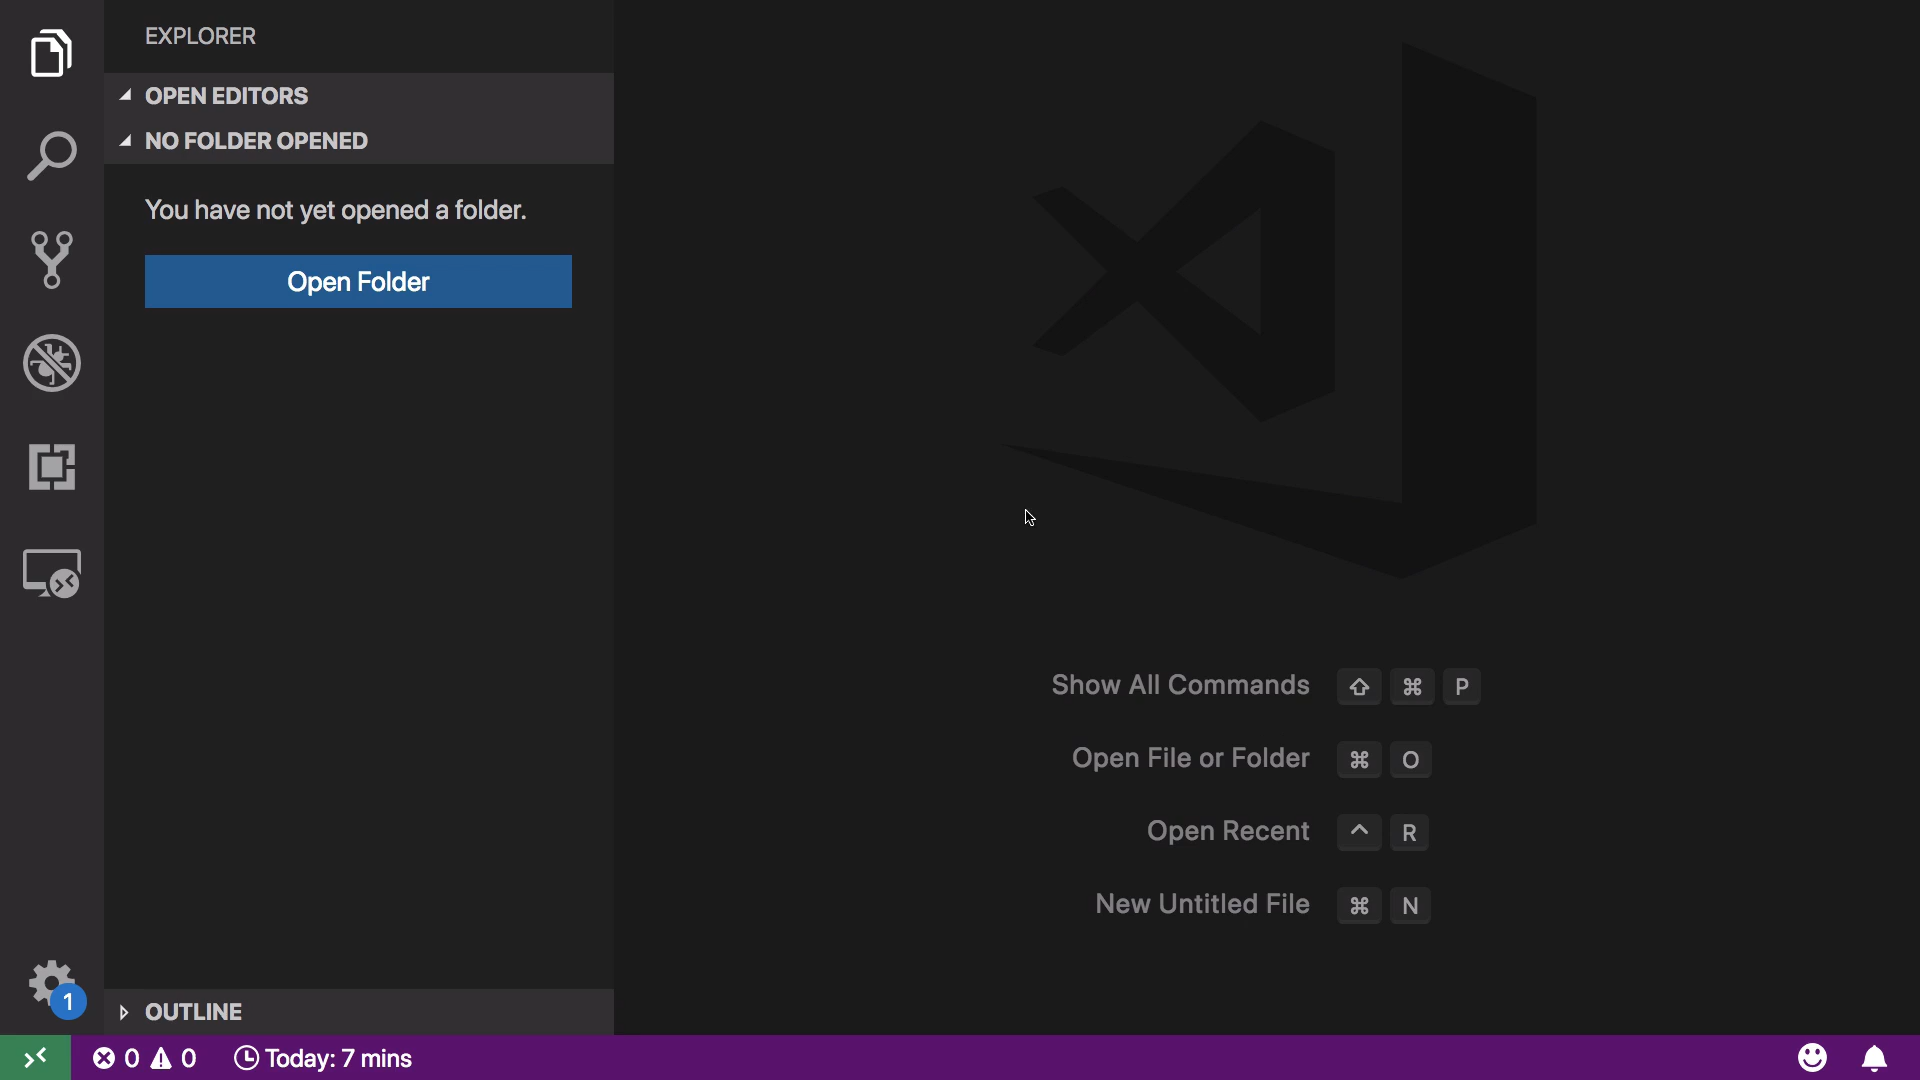 EXPLORER
OPEN EDITORS
NO FOLDER OPENED
You have not yet opened a folder.
Open Folder
Show All Commands ⇧ ⌘ P
Open File or Folder ⌘ O
Open Recent ^ R
New Untitled File ⌘ N
1
OUTLINE
0 0 Today: 7 mins